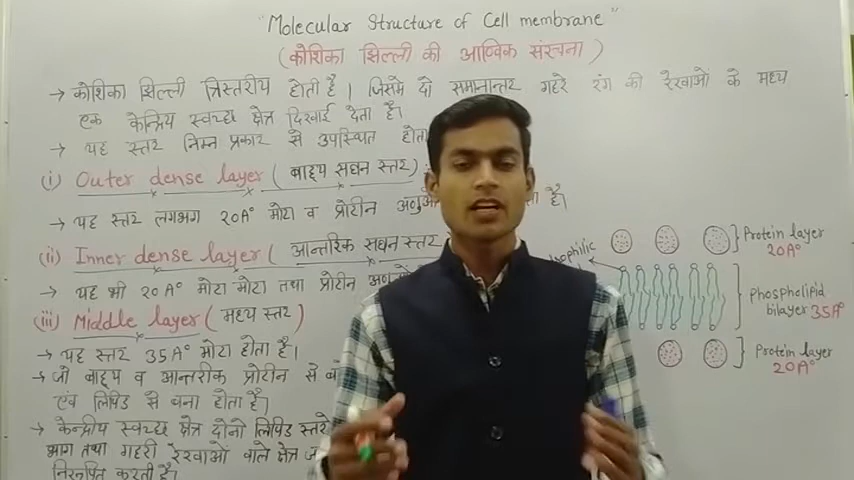 "Molecular Structure of Cell membrane"
(कोशिका झिल्ली की आण्विक संरचना)
→ कोशिका झिल्ली त्रिस्तरीय होती है। जिसमे दो समानान्तर गहरे रंग की रेखाओं के मध्य
एक केन्द्रिय स्वच्छ क्षेत्र दिखाई देता है।
→ यह स्तर निम्न प्रकार से उपस्थित होता
(i) Outer dense layer (बाह्य सघन स्तर) :
→ यह स्तर लगभग 20A° मोटा व प्रोटीन है।
(ii) Inner dense layer ( आन्तरिक सघन स्तर
→ यह भी 20A° मोटा मोटा तथा प्रोटीन
(iii) Middle layer (मध्य स्तर)
→ यह स्तर 35A° मोटा होता है।
→ जो बाह्य व आन्तरीक प्रोटीन से
एवं लिपिड से बना होता है।
→ केन्द्रीय स्वच्छ क्षेत्र दोनो लिपिड स्तरो
भाग तथा गहरी रेखाओं वाले क्षेत्र
निरूपित करती है।
Protein layer
20A°
Phospholipid
bilayer 35A°
Protein layer
20A°